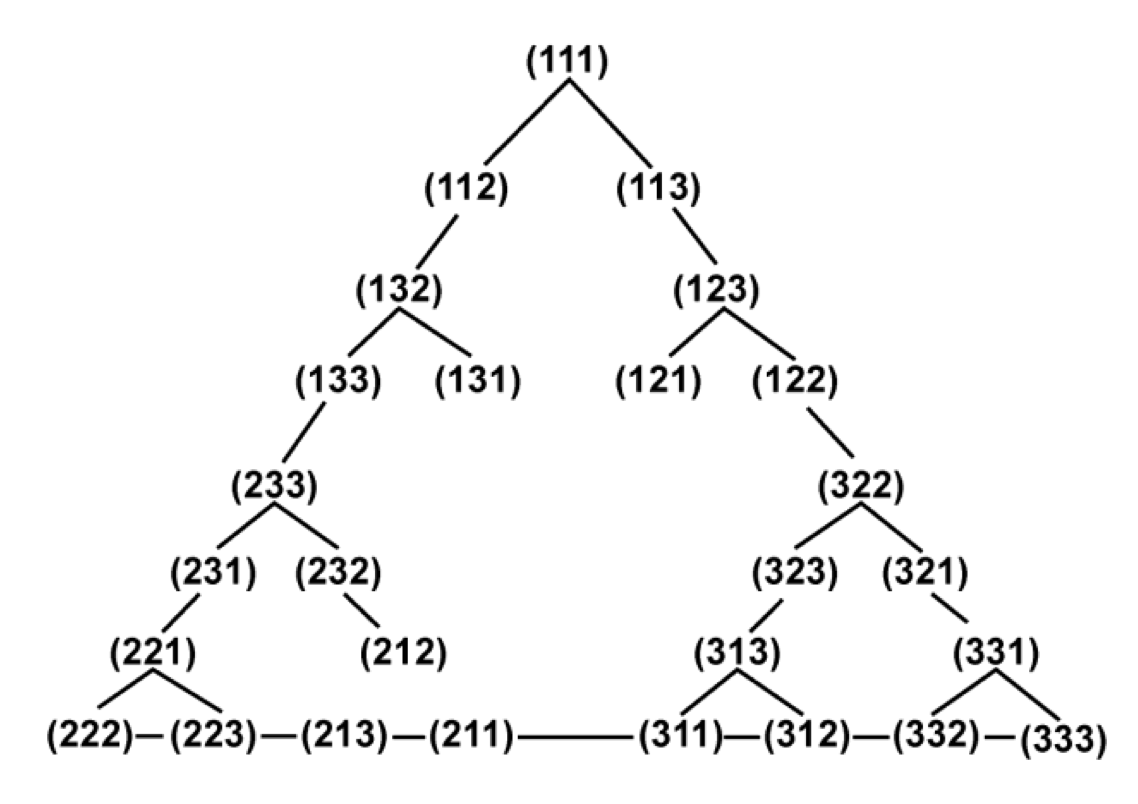 (111)
(112) (113)
(132) (123)
(133) (131) (121) (122)
(233) (322)
(231) (232) (323) (321)
(221) (212) (313) (331)
(222) (223) (213) (211) (311) (312) (332) (333)